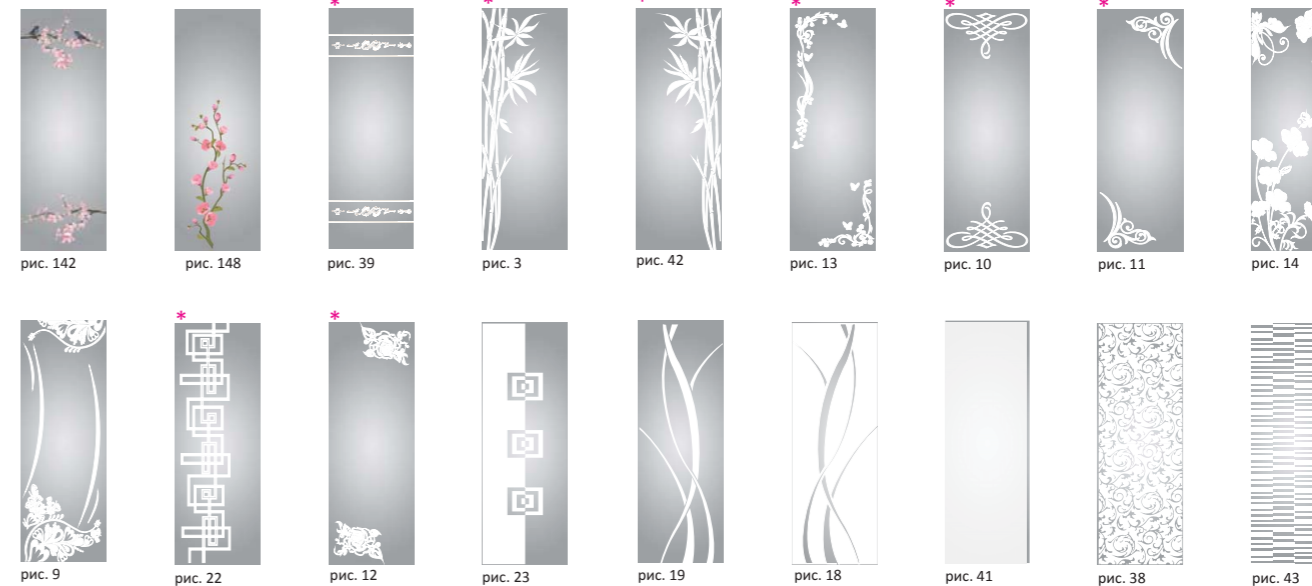 *
*
*
*
*
рис. 142
рис. 148
рис. 39
рис. 3
рис. 42
рис. 13
рис. 10
рис. 11
рис. 14
*
*
рис. 9
рис. 22
рис. 12
рис. 23
рис. 19
рис. 18
рис. 41
рис. 38
рис. 43